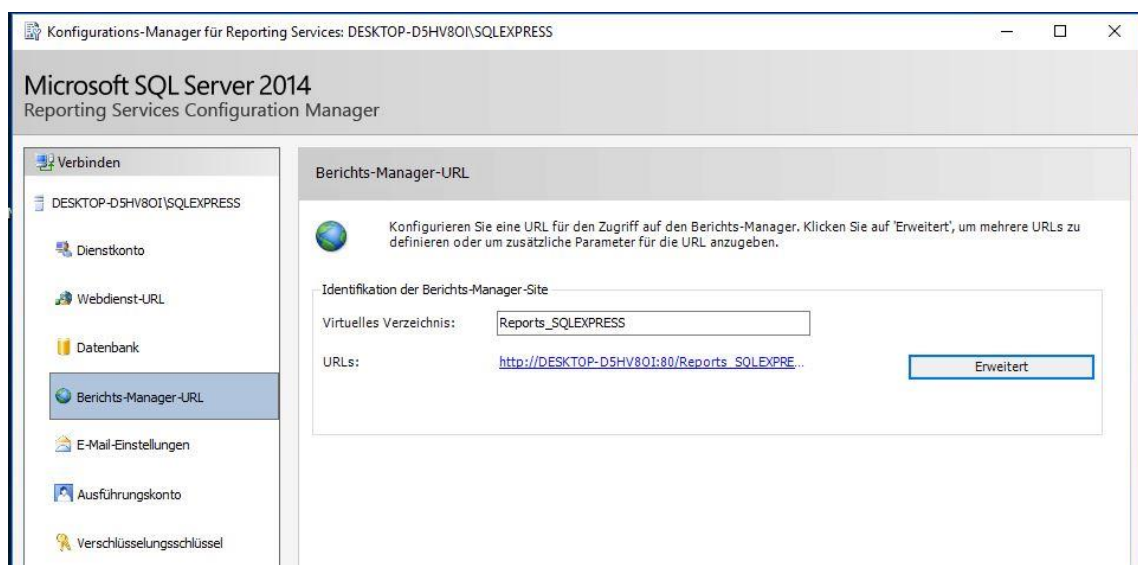 Konfigurations-Manager für Reporting Services: DESKTOP-D5HV8OI\SQLEXPRESS
Microsoft SQL Server 2014
Reporting Services Configuration Manager
Verbinden
DESKTOP-D5HV8OI\SQLEXPRESS
Dienstkonto
Webdienst-URL
Datenbank
Berichts-Manager-URL
E-Mail-Einstellungen
Ausführungskonto
Verschlüsselungsschlüssel
Berichts-Manager-URL
Konfigurieren Sie eine URL für den Zugriff auf den Berichts-Manager. Klicken Sie auf 'Erweitert', um mehrere URLs zu
definieren oder um zusätzliche Parameter für die URL anzugeben.
Identifikation der Berichts-Manager-Site
Virtuelles Verzeichnis: Reports_SQLEXPRESS
URLs: http://DESKTOP-D5HV8OI:80/Reports_SQLEXPRE... Erweitert